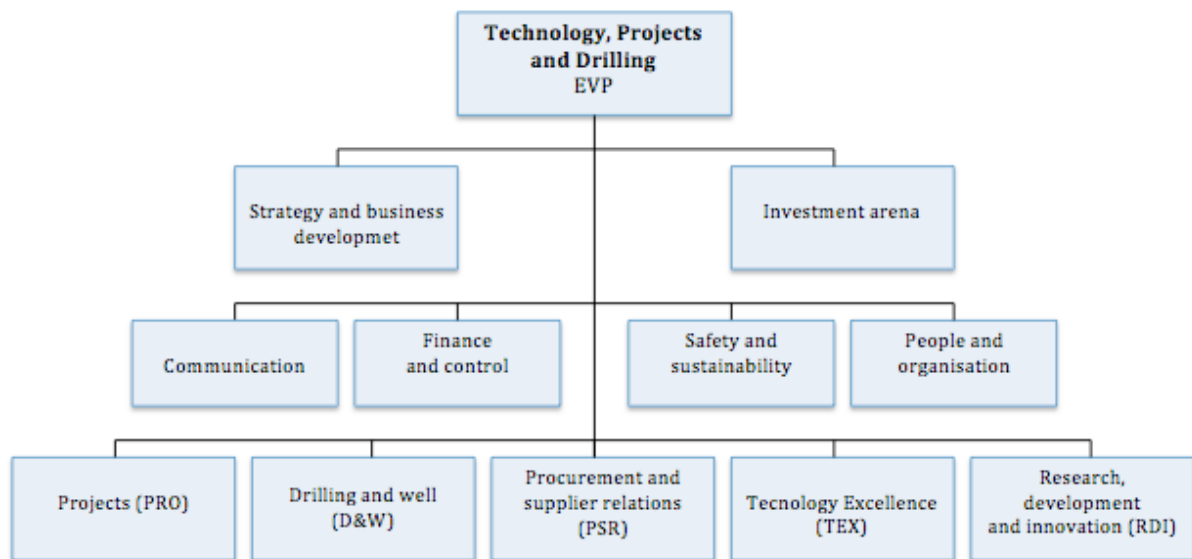 Technology, Projects
and Drilling
EVP
Strategy and business
developmet
Investment arena
Communication
Finance
and control
Safety and
sustainability
People and
organisation
Projects (PRO)
Drilling and well
(D&W)
Procurement and
supplier relations
(PSR)
Tecnology Excellence
(TEX)
Research,
development
and innovation (RDI)